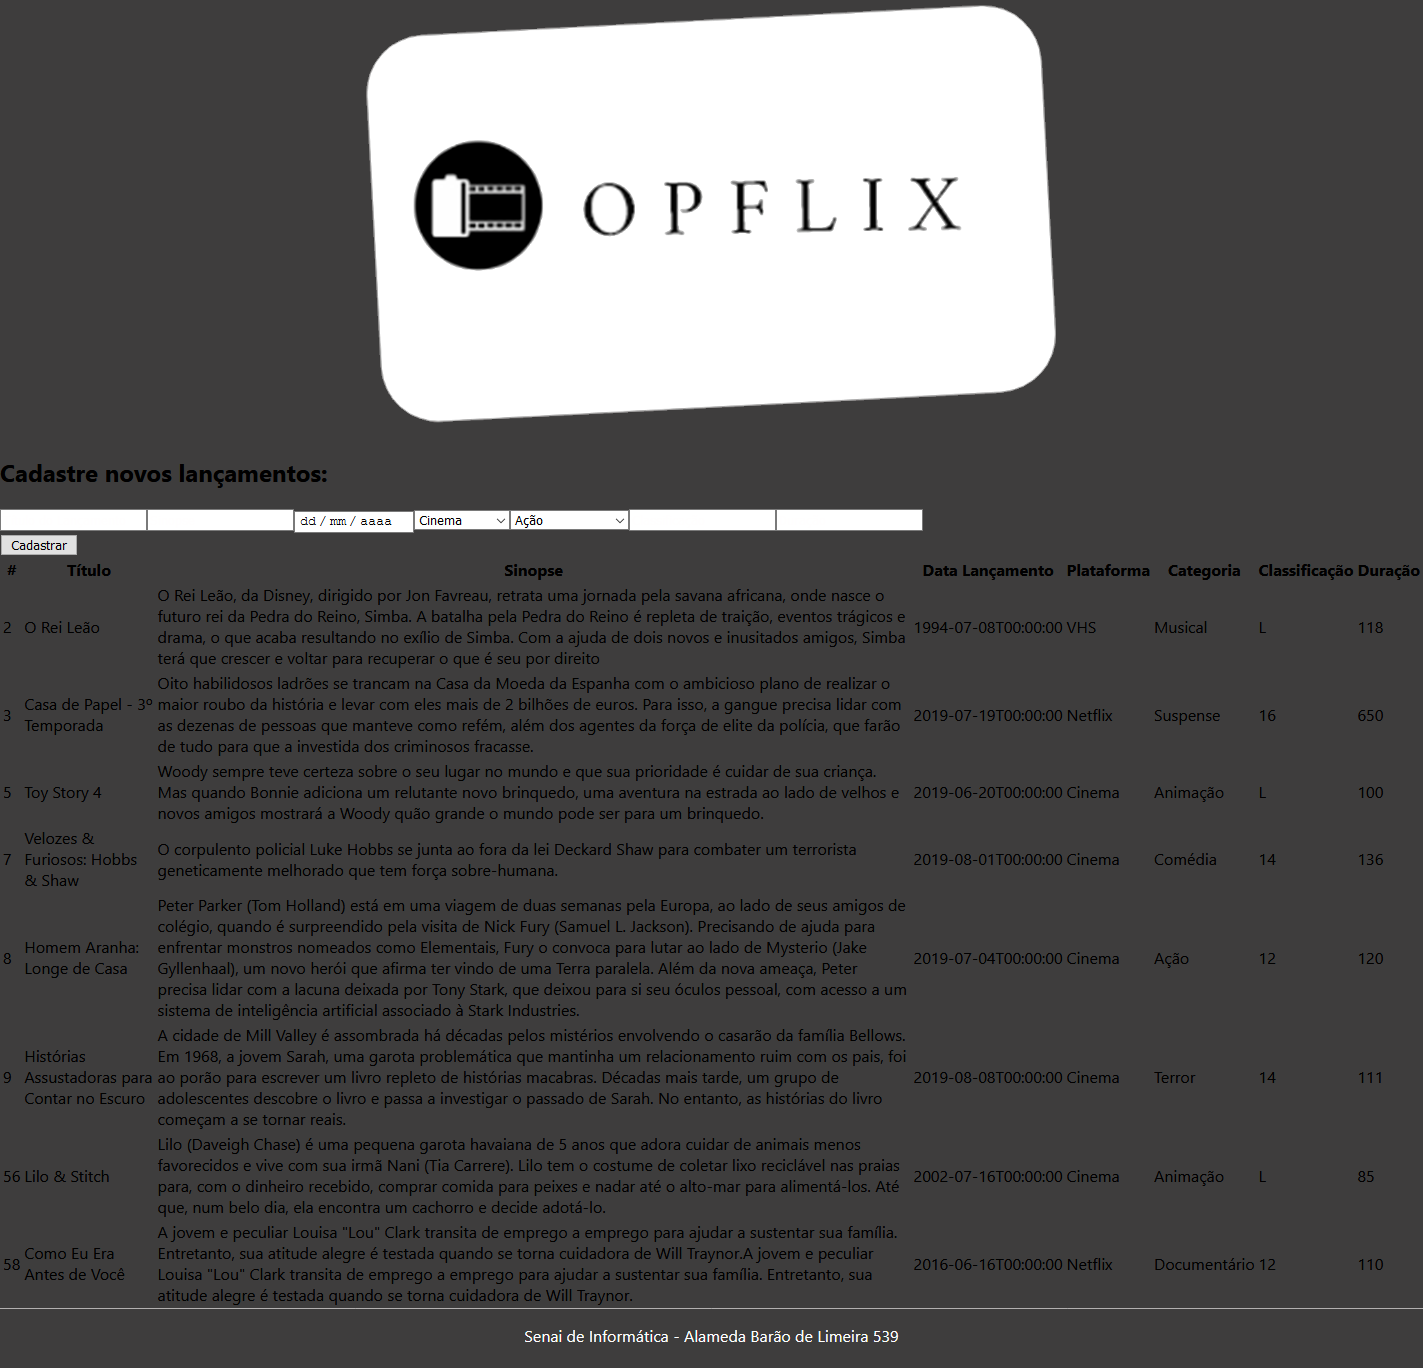 OPFLIX
Cadastre novos lançamentos:
dd / mm / aaaa Cinema Ação
Cadastrar
# Título Sinopse Data Lançamento Plataforma Categoria Classificação Duração
O Rei Leão, da Disney, dirigido por Jon Favreau, retrata uma jornada pela savana africana, onde nasce o
futuro rei da Pedra do Reino, Simba. A batalha pela Pedra do Reino é repleta de traição, eventos trágicos e
2 O Rei Leão drama, o que acaba resultando no exílio de Simba. Com a ajuda de dois novos e inusitados amigos, Simba 1994-07-08T00:00:00 VHS Musical L 118
terá que crescer e voltar para recuperar o que é seu por direito
Oito habilidosos ladrões se trancam na Casa da Moeda da Espanha com o ambicioso plano de realizar o
Casa de Papel - 3º maior roubo da história e levar com eles mais de 2 bilhões de euros. Para isso, a gangue precisa lidar com
3 Temporada as dezenas de pessoas que manteve como refém, além dos agentes da força de elite da polícia, que farão 2019-07-19T00:00:00 Netflix Suspense 16 650
de tudo para que a investida dos criminosos fracasse.
Woody sempre teve certeza sobre o seu lugar no mundo e que sua prioridade é cuidar de sua criança.
5 Toy Story 4 Mas quando Bonnie adiciona um relutante novo brinquedo, uma aventura na estrada ao lado de velhos e 2019-06-20T00:00:00 Cinema Animação L 100
novos amigos mostrará a Woody quão grande o mundo pode ser para um brinquedo.
Velozes &
7 Furiosos: Hobbs O corpulento policial Luke Hobbs se junta ao fora da lei Deckard Shaw para combater um terrorista 2019-08-01T00:00:00 Cinema Comédia 14 136
& Shaw geneticamente melhorado que tem força sobre-humana.
Peter Parker (Tom Holland) está em uma viagem de duas semanas pela Europa, ao lado de seus amigos de
colégio, quando é surpreendido pela visita de Nick Fury (Samuel L. Jackson). Precisando de ajuda para
Homem Aranha: enfrentar monstros nomeados como Elementais, Fury o convoca para lutar ao lado de Mysterio (Jake
8 Longe de Casa Gyllenhaal), um novo herói que afirma ter vindo de uma Terra paralela. Além da nova ameaça, Peter 2019-07-04T00:00:00 Cinema Ação 12 120
precisa lidar com a lacuna deixada por Tony Stark, que deixou para si seu óculos pessoal, com acesso a um
sistema de inteligência artificial associado à Stark Industries.
A cidade de Mill Valley é assombrada há décadas pelos mistérios envolvendo o casarão da família Bellows.
Histórias Em 1968, a jovem Sarah, uma garota problemática que mantinha um relacionamento ruim com os pais, foi
9 Assustadoras para ao porão para escrever um livro repleto de histórias macabras. Décadas mais tarde, um grupo de 2019-08-08T00:00:00 Cinema Terror 14 111
Contar no Escuro adolescentes descobre o livro e passa a investigar o passado de Sarah. No entanto, as histórias do livro
começam a se tornar reais.
Lilo (Daveigh Chase) é uma pequena garota havaiana de 5 anos que adora cuidar de animais menos
favorecidos e vive com sua irmã Nani (Tia Carrere). Lilo tem o costume de coletar lixo reciclável nas praias
56 Lilo & Stitch para, com o dinheiro recebido, comprar comida para peixes e nadar até o alto-mar para alimentá-los. Até 2002-07-16T00:00:00 Cinema Animação L 85
que, num belo dia, ela encontra um cachorro e decide adotá-lo.
A jovem e peculiar Louisa "Lou" Clark transita de emprego a emprego para ajudar a sustentar sua família.
Como Eu Era Entretanto, sua atitude alegre é testada quando se torna cuidadora de Will Traynor.A jovem e peculiar
58 Antes de Você Louisa "Lou" Clark transita de emprego a emprego para ajudar a sustentar sua família. Entretanto, sua 2016-06-16T00:00:00 Netflix Documentário 12 110
atitude alegre é testada quando se torna cuidadora de Will Traynor.
Senai de Informática - Alameda Barão de Limeira 539